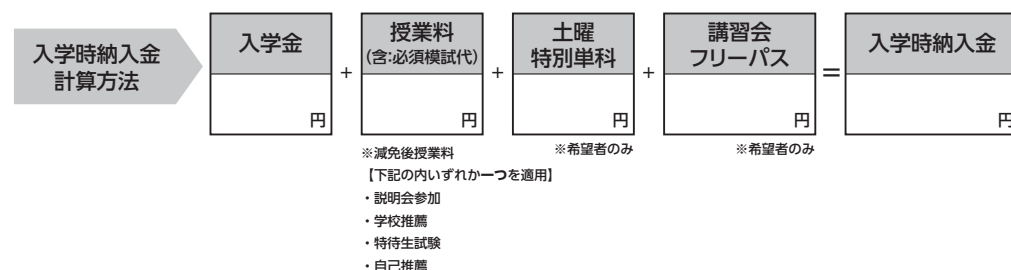 入学時納入金
計算方法
入学金
円
+
授業料
(含:必須模試代)
円
+
土曜
特別単科
円
+
講習会
フリーパス
円
=
入学時納入金
円
※減免後授業料
【下記の内いずれか一つを適用】
・説明会参加
・学校推薦
・特待生試験
・自己推薦
※希望者のみ
※希望者のみ